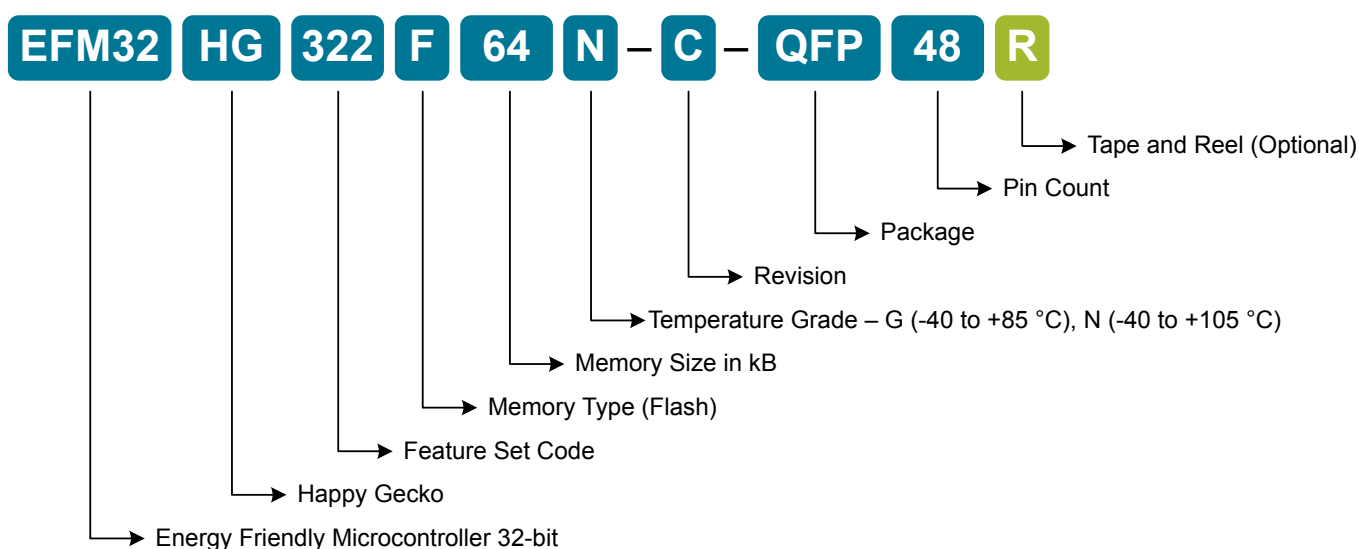 EFM32 HG 322 F 64 N – C – QFP 48 R
Tape and Reel (Optional)
Pin Count
Package
Revision
Temperature Grade – G (-40 to +85 °C), N (-40 to +105 °C)
Memory Size in kB
Memory Type (Flash)
Feature Set Code
Happy Gecko
Energy Friendly Microcontroller 32-bit